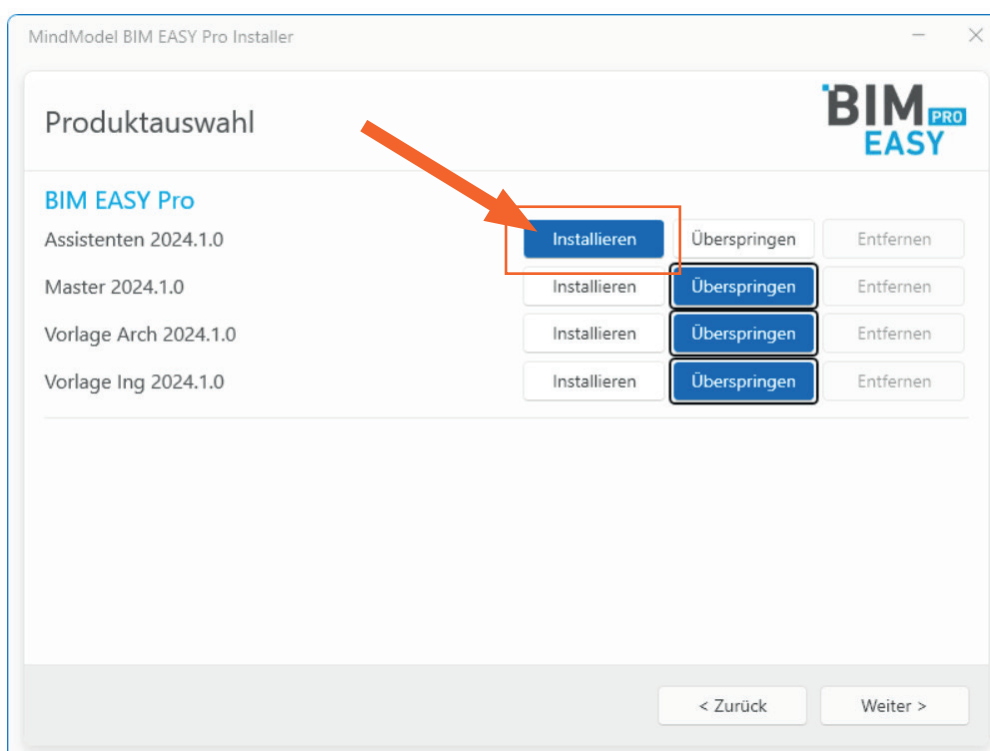 MindModel BIM EASY Pro Installer
Produktauswahl
BIM PRO
EASY
BIM EASY Pro
Assistenten 2024.1.0 Installieren Überspringen Entfernen
Master 2024.1.0 Installieren Überspringen Entfernen
Vorlage Arch 2024.1.0 Installieren Überspringen Entfernen
Vorlage Ing 2024.1.0 Installieren Überspringen Entfernen
< Zurück Weiter >